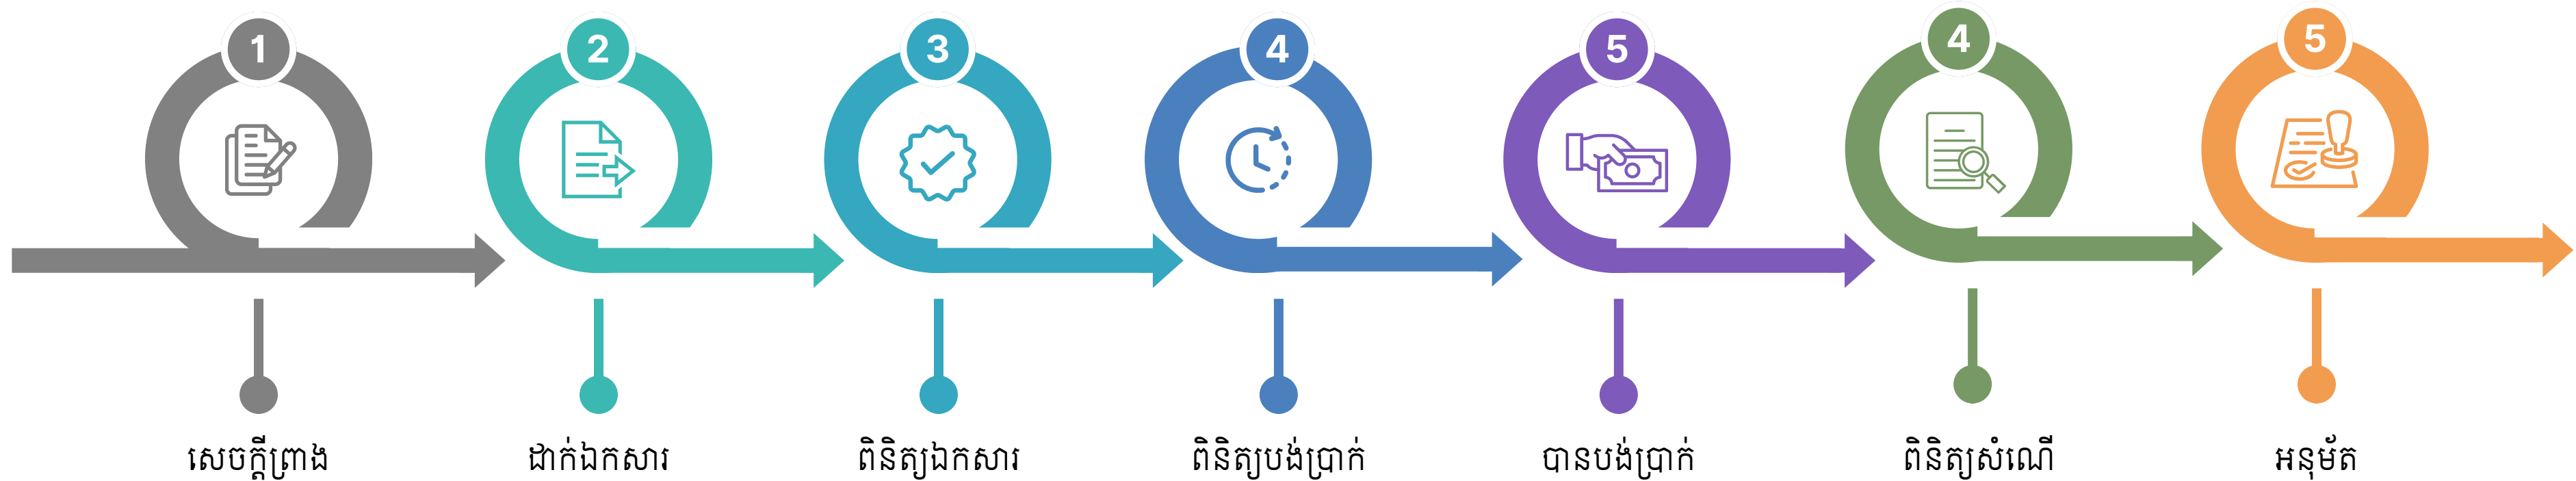 1
2
3
4
5
4
5
សេចក្តីព្រាង
ដាក់ឯកសារ
ពិនិត្យឯកសារ
ពិនិត្យបង់ប្រាក់
បានបង់ប្រាក់
ពិនិត្យសំណើ
អនុម័ត